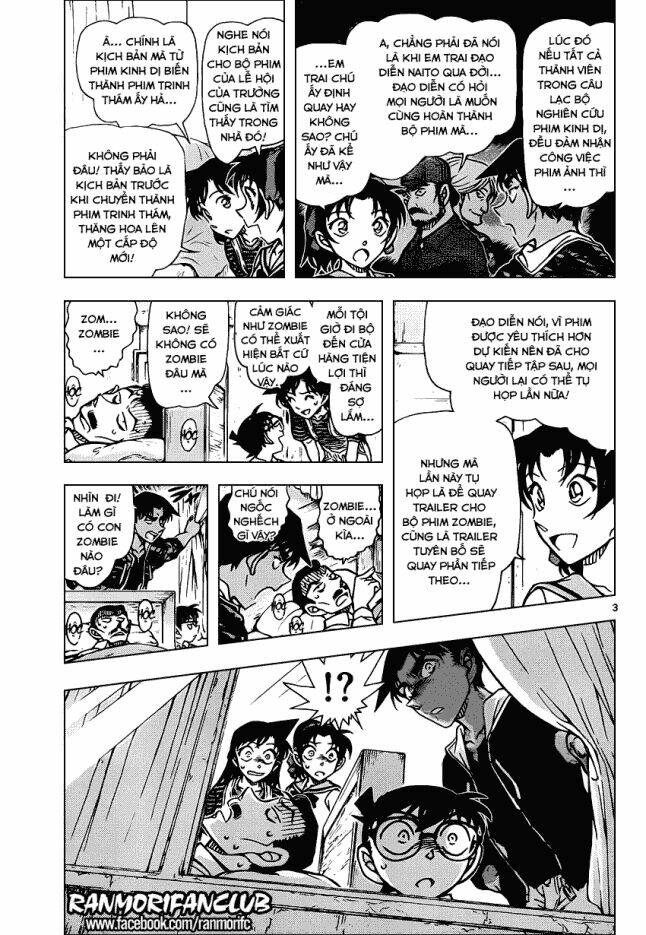 LÚC ĐÓ
NẾU TẤT CẢ
THÀNH VIÊN
TRONG CÂU
LẠC BỘ NGHIÊN CỨU
PHIM KINH DỊ,
ĐỀU ĐẢM NHẬN
CÔNG VIỆC
PHIM ẢNH THÌ
...
A, CHẲNG PHẢI ĐÃ NÓI
LÀ KHI EM TRAI ĐẠO
DIỄN NAITO QUA ĐỜI...
ĐẠO DIỄN CÓ HỎI
MỌI NGƯỜI LÀ MUỐN
CÙNG HOÀN THÀNH
BỘ PHIM MÀ...
...EM
TRAI CHÚ
ẤY ĐỊNH
QUAY HAY
KHÔNG
SAO? CHÚ
ẤY ĐÃ KỂ
NHƯ VẬY
MÀ...
NGHE NÓI
KỊCH BẢN
CHO BỘ PHIM
CỦA LỄ HỘI
CỦA TRƯỜNG
CŨNG LÀ TÌM
THẤY TRONG
NHÀ ĐÓ!
À... CHÍNH LÀ
KỊCH BẢN MÀ TỪ
PHIM KINH DỊ BIẾN
THÀNH PHIM TRINH
THÁM ẤY HẢ...
KHÔNG PHẢI
ĐÂU! THẤY BẢO LÀ
KỊCH BẢN TRƯỚC
KHI CHUYỂN THÀNH
PHIM TRINH THÁM,
THĂNG HOA LÊN
MỘT CẤP ĐỘ
MỚI!
ĐẠO DIỄN NÓI, VÌ PHIM
ĐƯỢC YÊU THÍCH HƠN
DỰ KIẾN NÊN ĐÃ CHO
QUAY TIẾP TẬP SAU, MỌI
NGƯỜI LẠI CÓ THỂ TỤ
HỌP LẦN NỮA!
NHƯNG MÀ
LẦN NÀY TỤ
HỌP LÀ ĐỂ QUAY
TRAILER CHO
BỘ PHIM ZOMBIE,
CŨNG LÀ TRAILER
TUYÊN BỐ SẼ
QUAY PHẦN TIẾP
THEO...
MỖI TỘI
GIỜ ĐI BỘ
ĐẾN CỬA
HÀNG TIỆN
LỢI THÌ
ĐÁNG
SỢ
LẮM...
CẢM GIÁC
NHƯ ZOMBIE
CÓ THỂ XUẤT
HIỆN BẤT CỨ
LÚC NÀO
VẬY.
KHÔNG
SAO! SẼ
KHÔNG CÓ
ZOMBIE
ĐÂU MÀ
...
ZOM...
ZOMBIE
...
HỘC
HỘC
ZOMBIE...
Ở NGOÀI
KÌA...
CHÚ NÓI
NGỐC
NGHẾCH
GÌ VẬY?
HỘC
HỘC
NHÌN ĐI!
LÀM GÌ
CÓ CON
ZOMBIE
NÀO
ĐÂU?
HỘC
HỘC
3
!?
RANMORIFANCLUB
www.facebook.com/ranmorifc